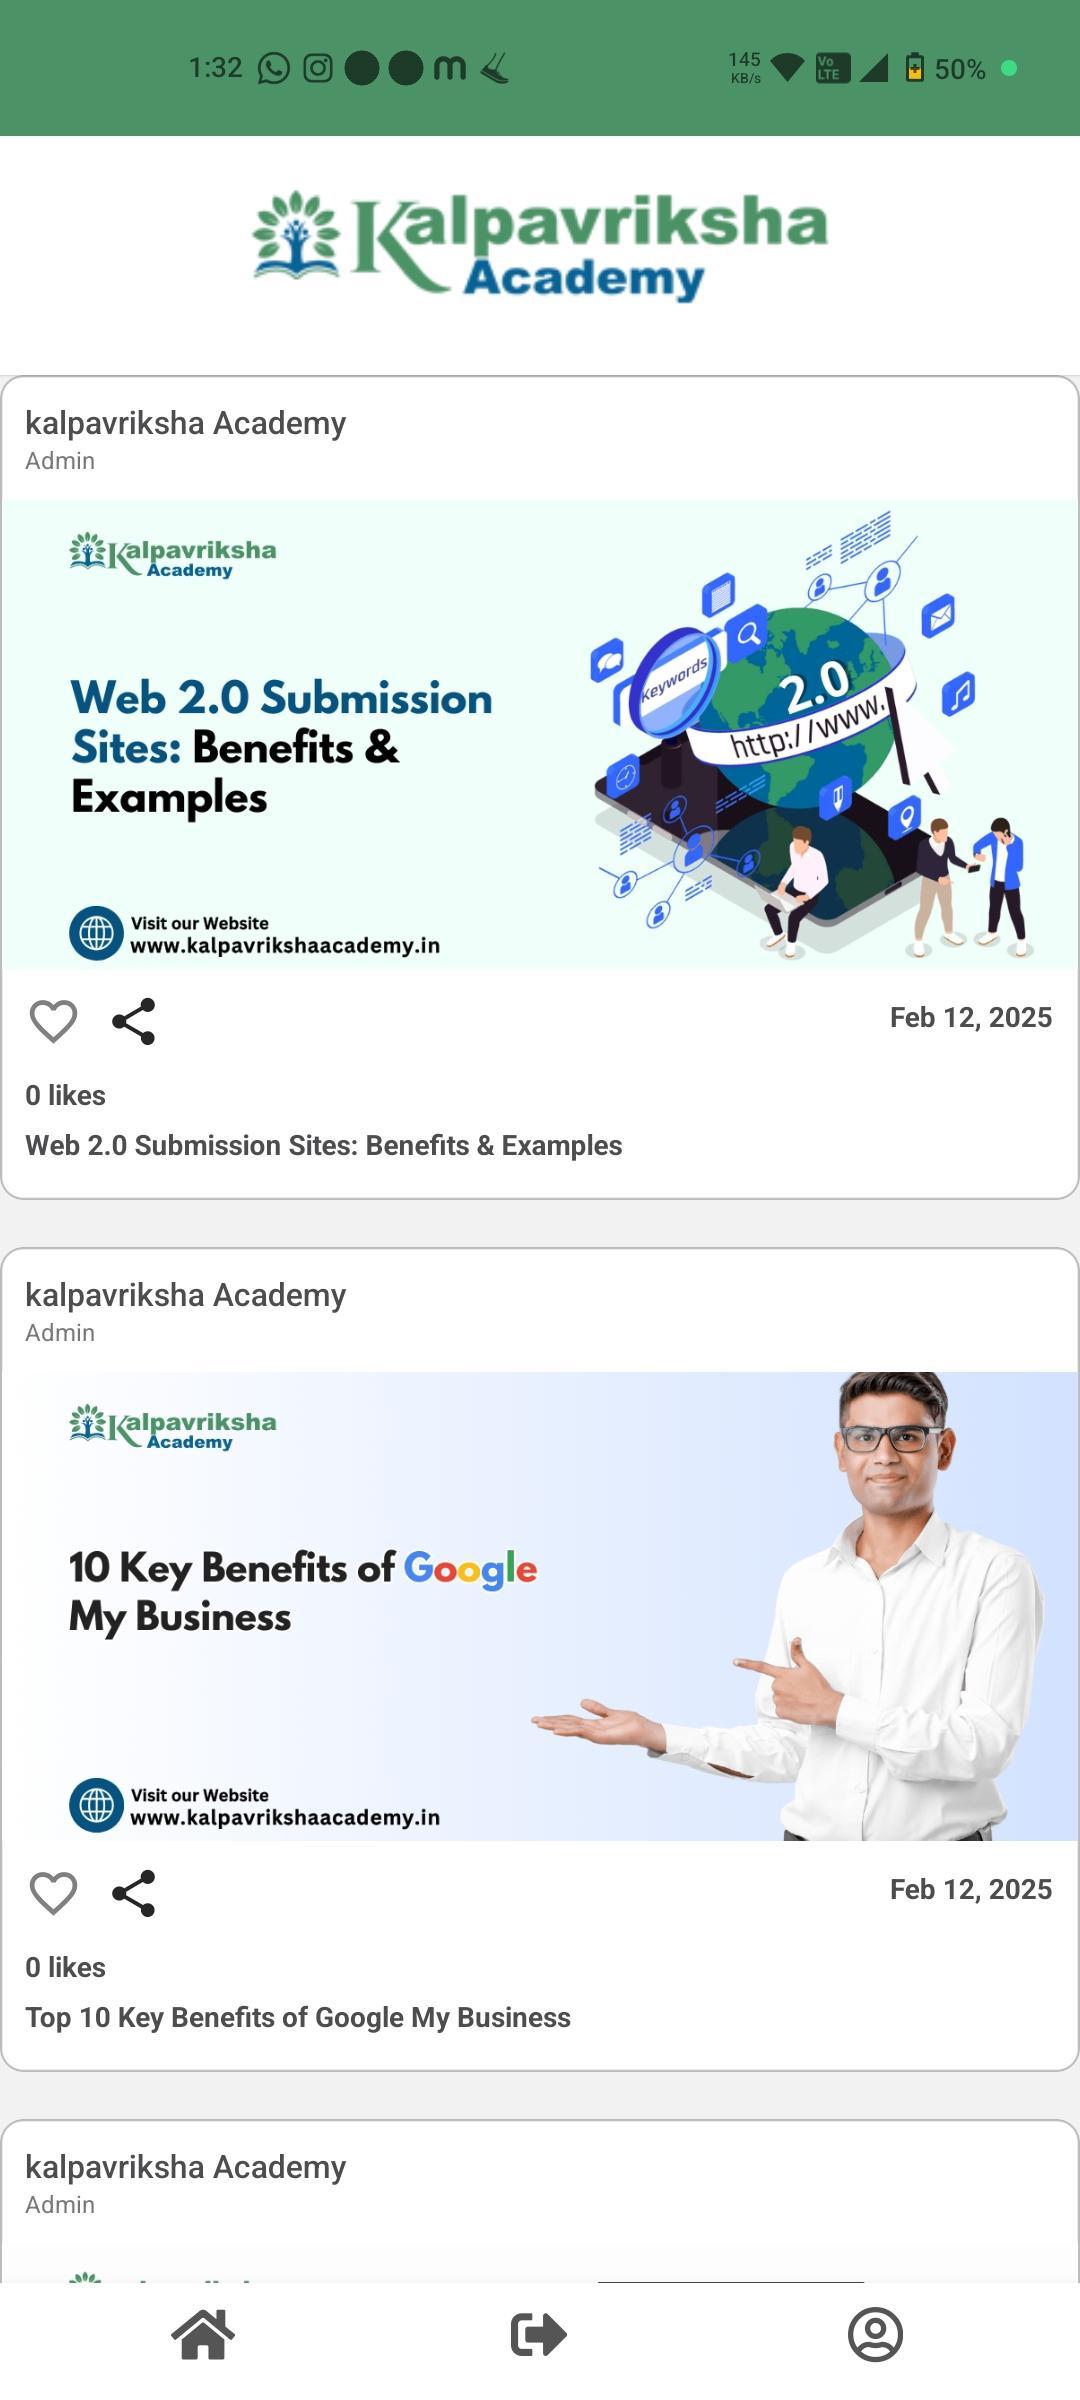 1:32
145
KB/s
Vo
LTE
50%
Kalpavriksha
Academy
kalpavriksha Academy
Admin
Kalpavriksha
Academy
Web 2.0 Submission
Sites: Benefits &
Examples
keywords
2.0
http://www.
Visit our Website
www.kalpavrikshaacademy.in
Feb 12, 2025
0 likes
Web 2.0 Submission Sites: Benefits & Examples
kalpavriksha Academy
Admin
Kalpavriksha
Academy
10 Key Benefits of Google
My Business
Visit our Website
www.kalpavrikshaacademy.in
Feb 12, 2025
0 likes
Top 10 Key Benefits of Google My Business
kalpavriksha Academy
Admin